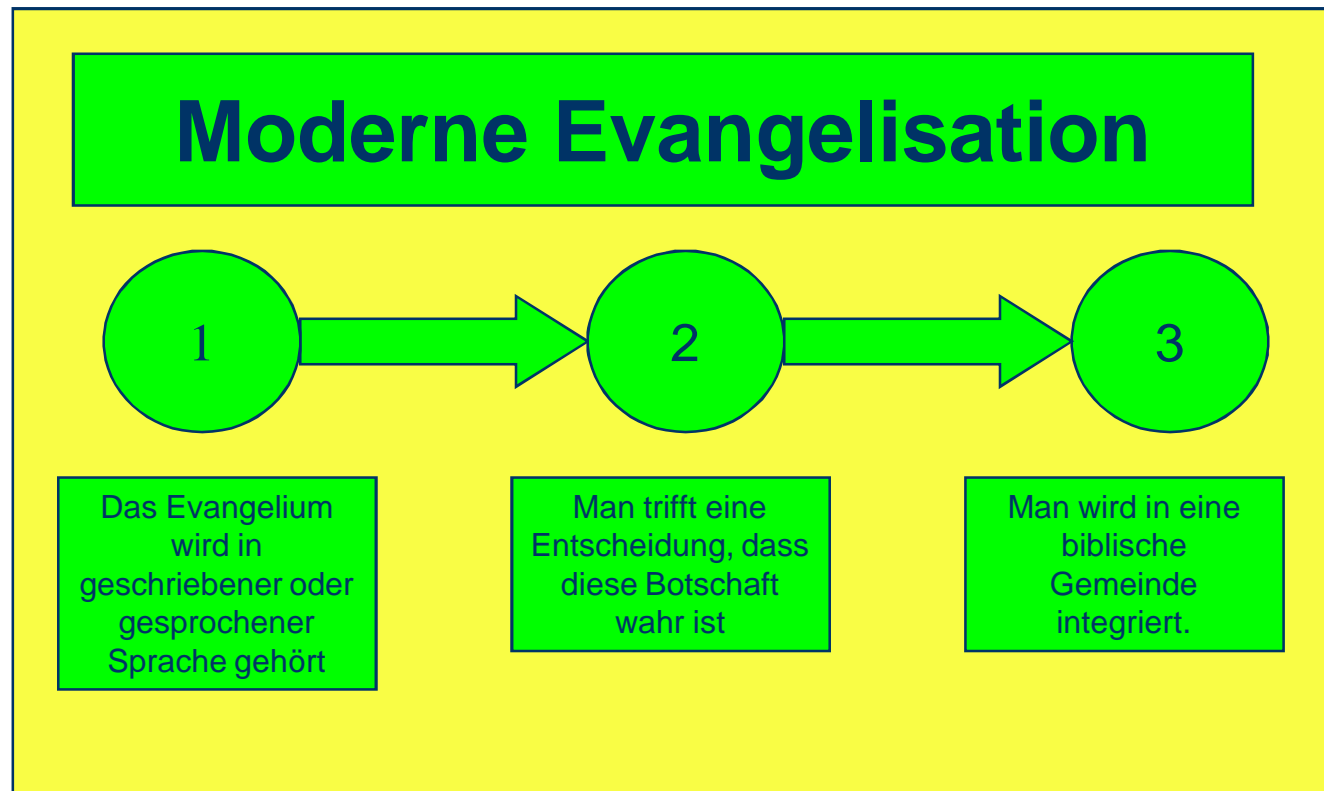 Moderne Evangelisation
1
2
3
Das Evangelium
wird in
geschriebener oder
gesprochener
Sprache gehört
Man trifft eine
Entscheidung, dass
diese Botschaft
wahr ist
Man wird in eine
biblische
Gemeinde
integriert.